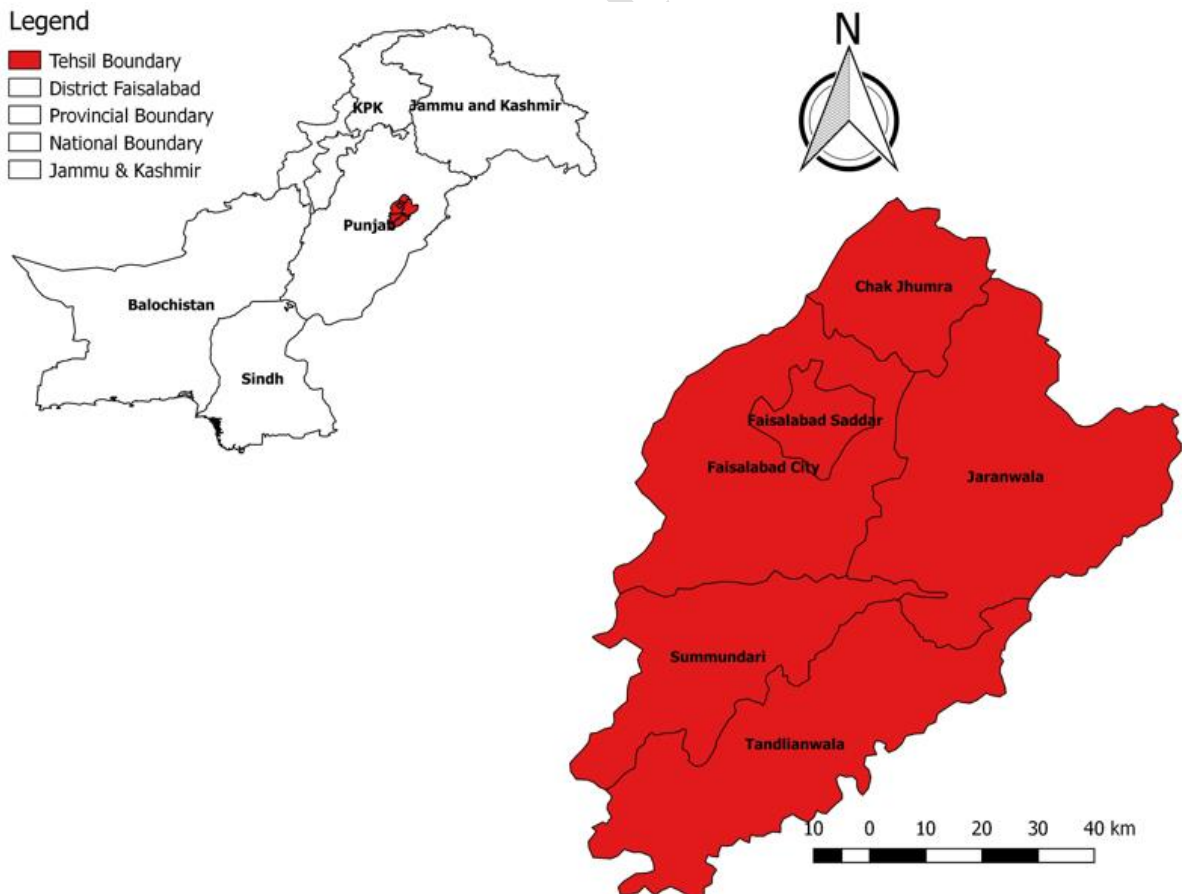 Legend
Tehsil Boundary
District Faisalabad
Provincial Boundary
National Boundary
Jammu & Kashmir
KPK
Jammu and Kashmir
Punjab
Balochistan
Sindh
N
Chak Jhumra
Faisalabad Saddar
Faisalabad City
Jaranwala
Summundari
Tandlianwala
10 0 10 20 30 40 km